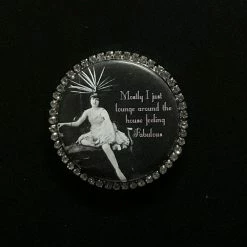 Mostly I just
lounge around the
house feeling
Fabulous